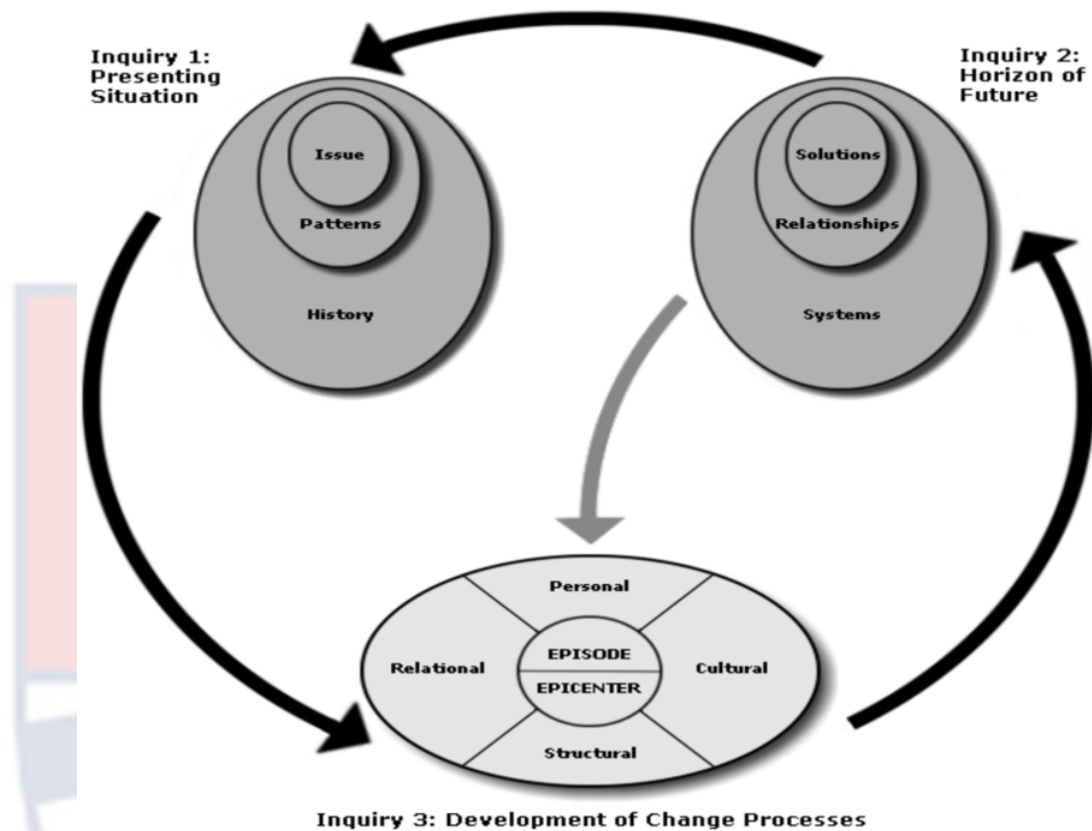 Inquiry 1:
Presenting
Situation
Inquiry 2:
Horizon of
Future
Issue
Patterns
History
Solutions
Relationships
Systems
Personal
Relational
EPISODE
EPICENTER
Cultural
Structural
Inquiry 3: Development of Change Processes